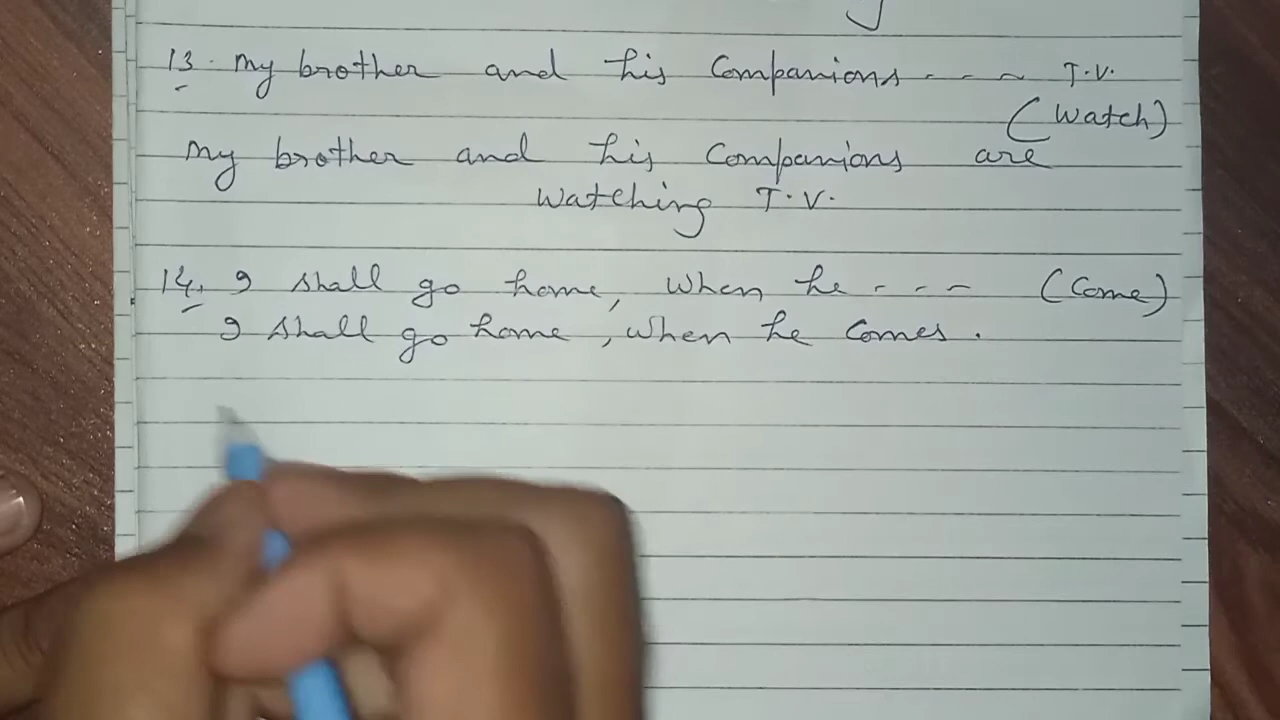 13. My brother and his Companions - - - T.V.
(Watch)
My brother and his Companions are
Watching T.V.
14. I shall go home, When he - - - (Come)
I shall go home, When he Comes.